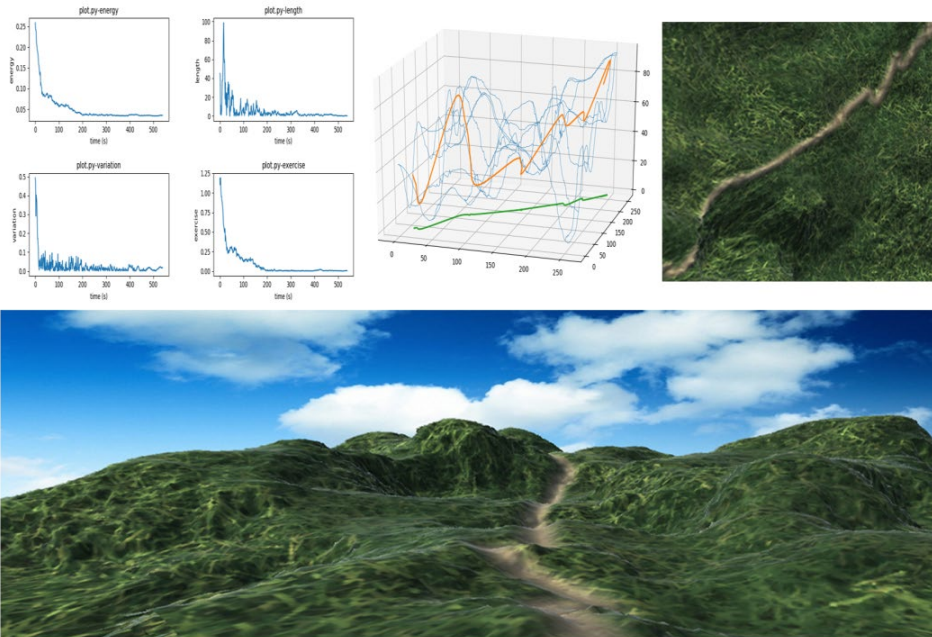 plot.py-energy
energy
0.25
0.20
0.15
0.10
0.05
0 100 200 300 400 500
time (s)
plot.py-length
length
100
80
60
40
20
0
0 100 200 300 400 500
time (s)
plot.py-variation
variation
0.5
0.4
0.3
0.2
0.1
0.0
0 100 200 300 400 500
time (s)
plot.py-exercise
exercise
1.25
1.00
0.75
0.50
0.25
0.00
0 100 200 300 400 500
time (s)
80
60
40
20
0
250
200
150
100
50
0
0 50 100 150 200 250